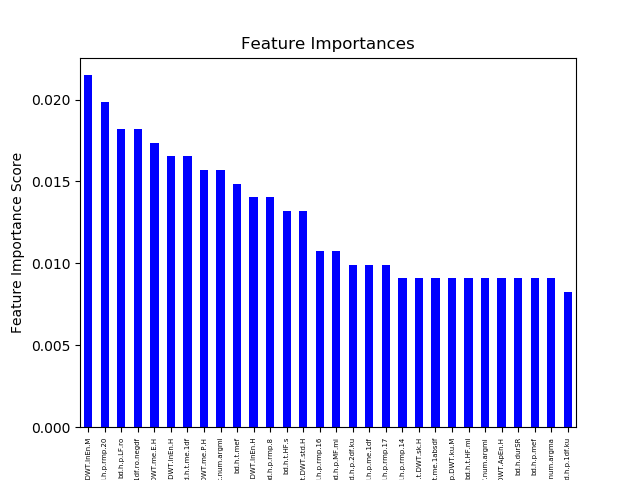 Feature Importances
Feature Importance Score
0.020
0.015
0.010
0.005
0.000
DWT.lnEn.M
.h.p.rmp.20
bd.h.p.LF.ro
1df.ro.negdf
DWT.me.E.H
DWT.lnEn.H
d.h.t.me.1df
DWT.me.P.H
:.num.argmi
bd.h.t.mef
DWT.lnEn.H
d.h.p.rmp.8
bd.h.t.HF.s
t.DWT.std.H
.h.p.rmp.16
.h.p.MF.mi
d.h.p.2df.ku
.h.p.me.1df
.h.p.rmp.17
.h.p.rmp.14
.t.DWT.sk.H
t.me.1absdf
p.DWT.ku.M
bd.h.t.HF.mi
:.num.argmi
DWT.ApEn.H
bd.h.durSR
bd.h.p.mef
.num.argma
d.h.p.1df.ku